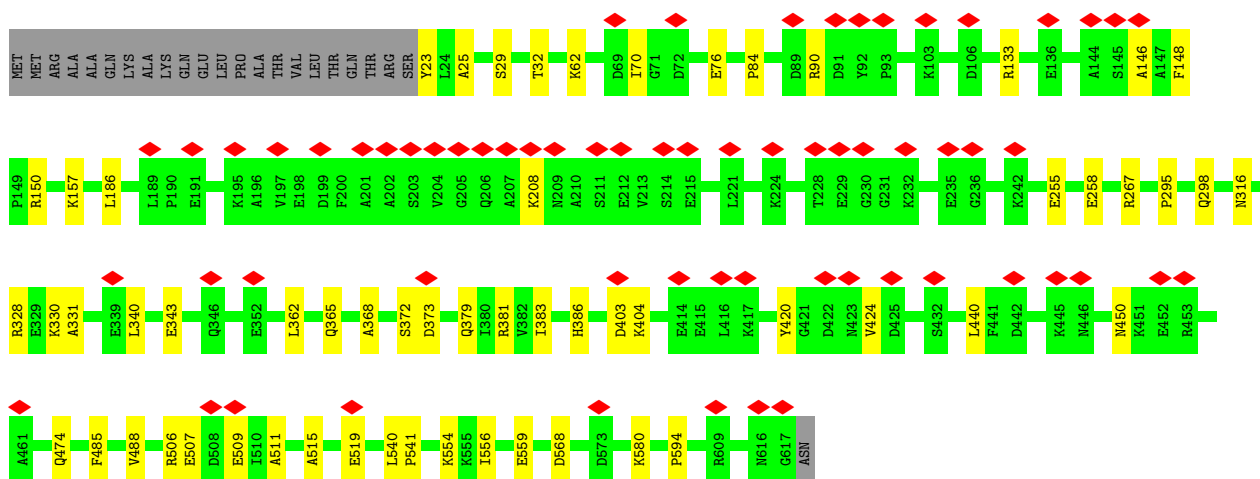 MET MET ARG ALA ALA ALA GLN LYS ALA LYS GLN GLU LEU PRO ALA THR VAL LEU THR GLN THR ARG SER Y23 L24 A25 S29 T32 K62 D69 I70 G71 D72 E76 P84 D89 R90 D91 Y92 P93 K103 D106 R133 E136 A144 S145 A146 A147 F148
P149 R150 K157 L186 L189 P190 E191 K195 A196 V197 E198 D199 F200 A201 A202 S203 V204 G205 Q206 A207 K208 N209 A210 S211 E212 V213 S214 E215 L221 K224 T228 E229 G230 G231 K232 E235 G236 K242 E255 E258 R267 P295 Q298 N316
R328 E329 K330 A331 E339 L340 E343 Q346 E352 L362 Q365 A368 S372 D373 Q379 I380 R381 V382 I383 H386 D403 K404 E414 E415 L416 K417 Y420 G421 D422 N423 V424 D425 S432 L440 F441 D442 K445 N446 N450 K451 E452 R453
A461 Q474 F485 V488 R506 E507 D508 E509 I510 A511 A515 E519 L540 P541 K554 K555 I556 E559 D568 D573 K580 P594 R609 N616 G617 ASN